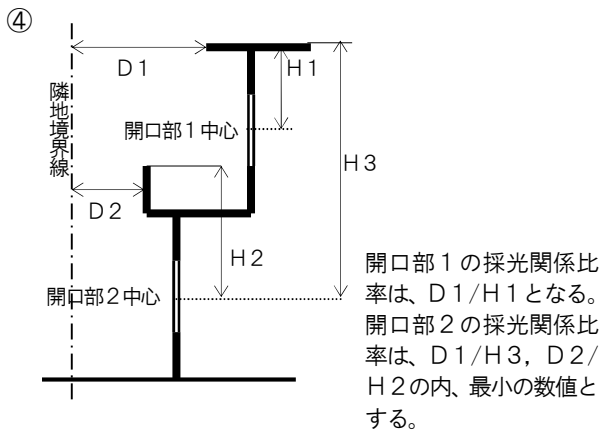 ④
D1
H1
隣地境界線
開口部1中心
H3
D2
H2
開口部2中心
開口部1の採光関係比
率は、D1/H1となる。
開口部2の採光関係比
率は、D1/H3，D2/
H2の内、最小の数値と
する。